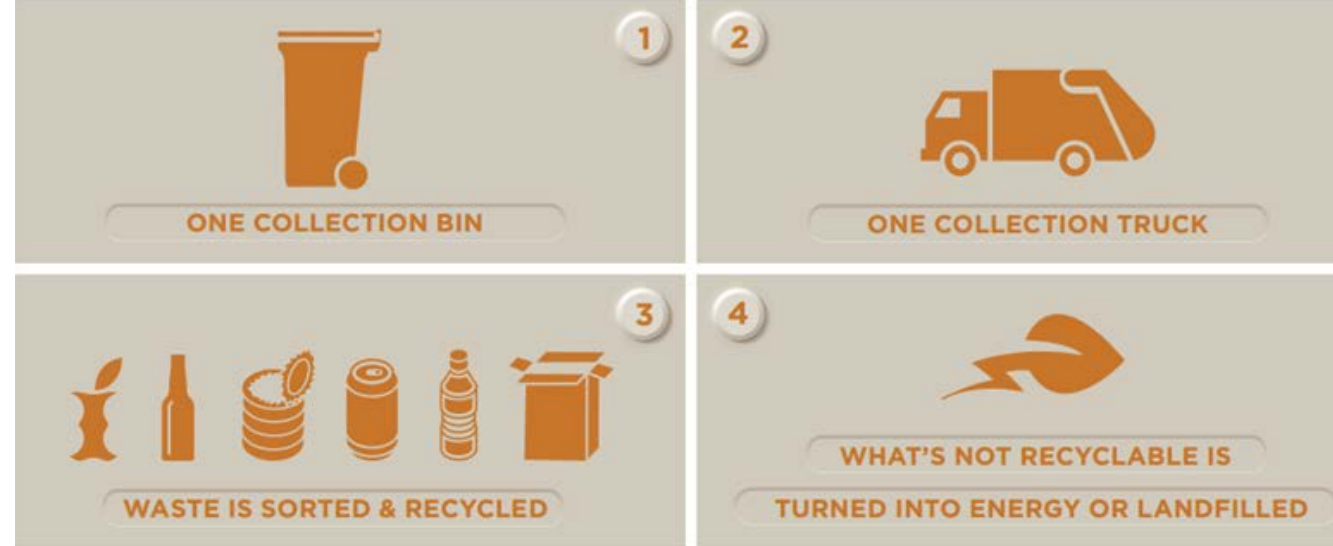 1
ONE COLLECTION BIN
2
ONE COLLECTION TRUCK
3
WASTE IS SORTED & RECYCLED
4
WHAT'S NOT RECYCLABLE IS
TURNED INTO ENERGY OR LANDFILLED